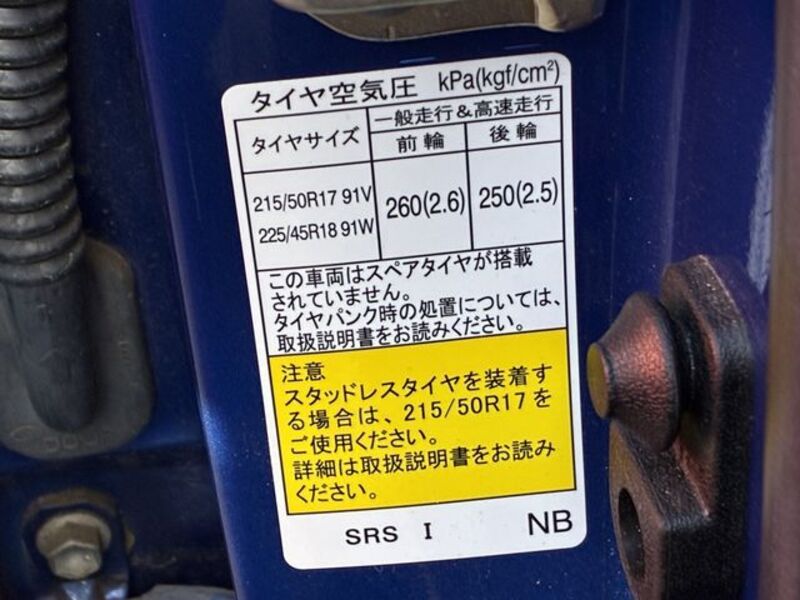 タイヤ空気圧 kPa(kgf/cm²)
タイヤサイズ
一般走行&高速走行
前輪 後輪
215/50R17 91V
225/45R18 91W
260(2.6) 250(2.5)
この車両はスペアタイヤが搭載
されていません。
タイヤパンク時の処置については、
取扱説明書をお読みください。
注意
スタッドレスタイヤを装着す
る場合は、215/50R17を
ご使用ください。
詳細は取扱説明書をお読み
ください。
SRS I NB